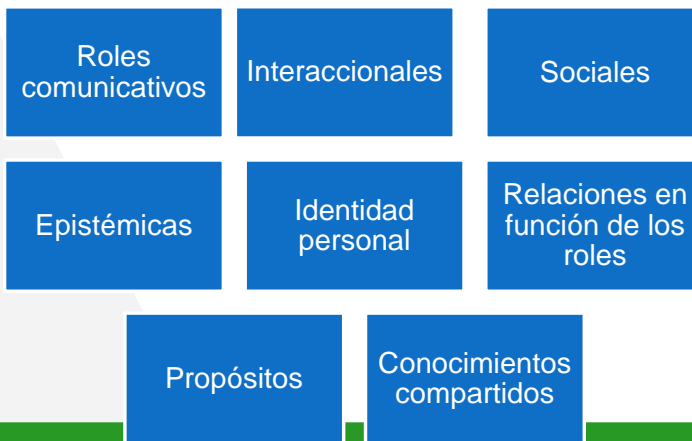 Roles
comunicativos
Interaccionales
Sociales
Epistémicas
Identidad
personal
Relaciones en
función de los
roles
Propósitos
Conocimientos
compartidos